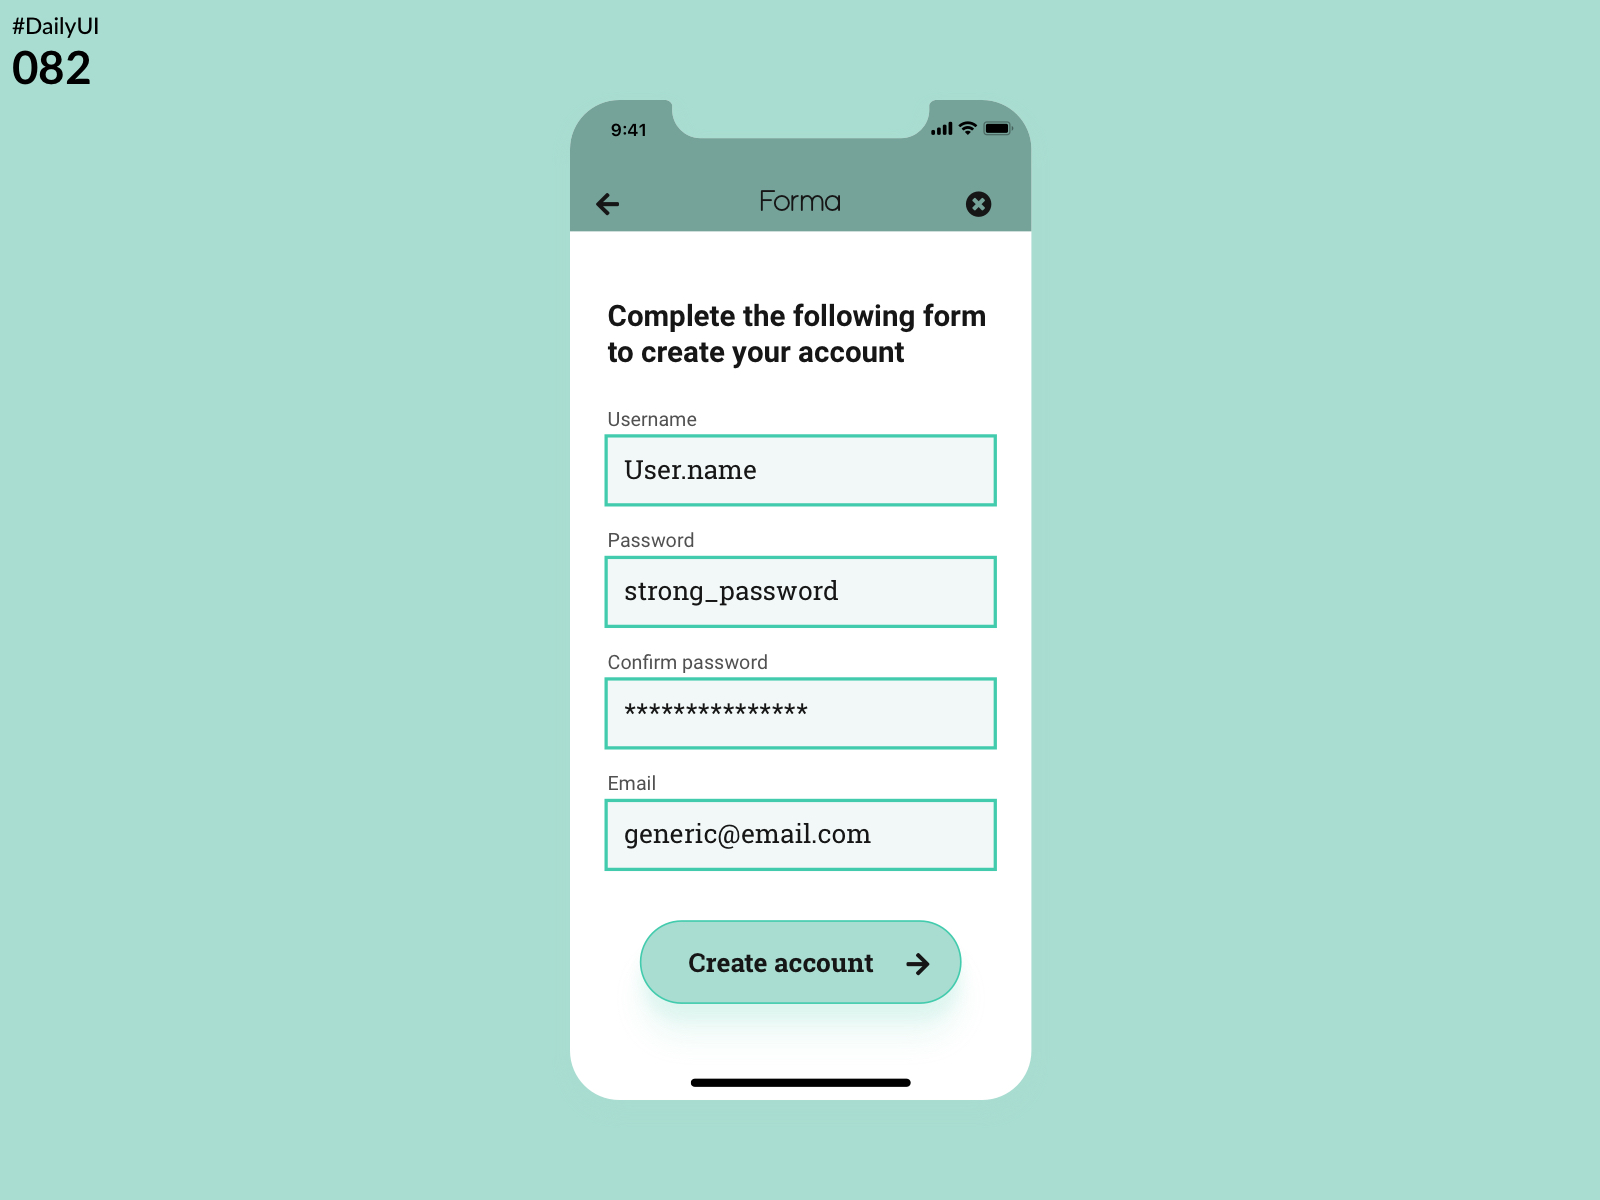 #DailyUI
082
9:41
Forma
Complete the following form
to create your account
Username
User.name
Password
strong_password
Confirm password
***************
Email
generic@email.com
Create account